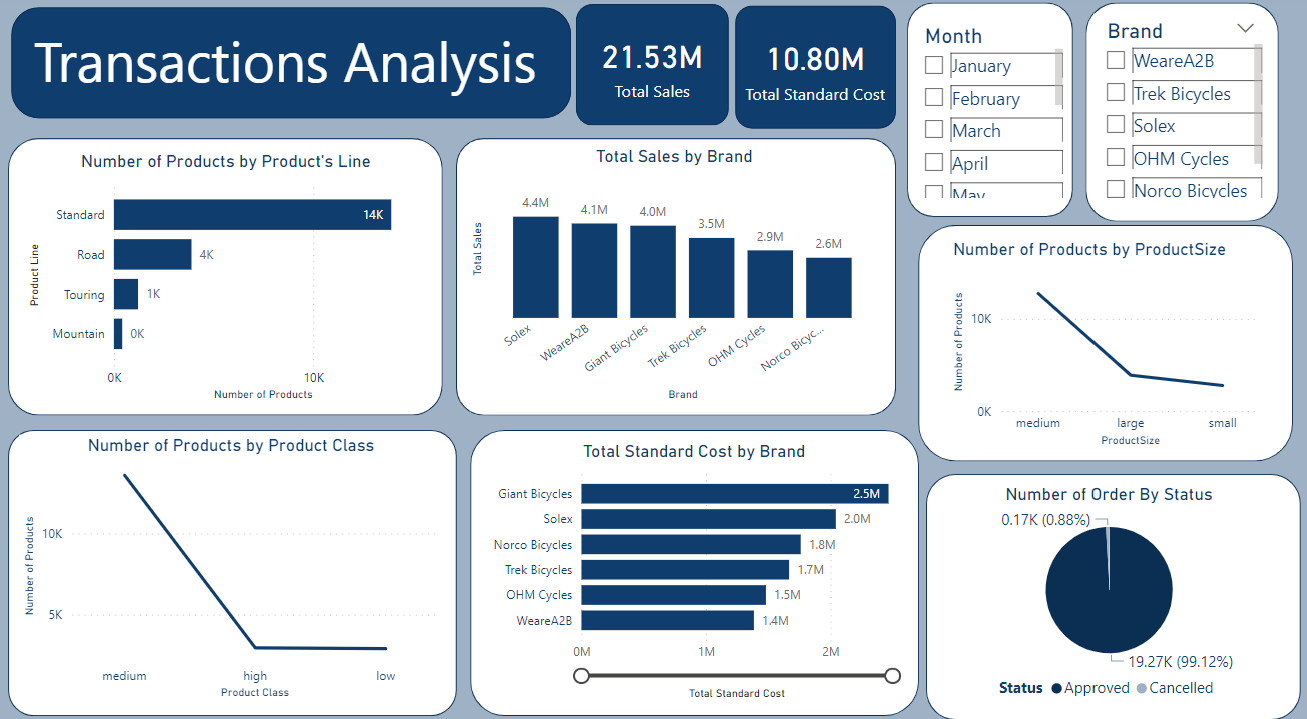 Transactions Analysis
21.53M
Total Sales
10.80M
Total Standard Cost
Month
January
February
March
April
May
Brand
WeareA2B
Trek Bicycles
Solex
OHM Cycles
Norco Bicycles
Number of Products by Product's Line
Product Line
Standard
14K
Road
4K
Touring
1K
Mountain
0K
0K
10K
Number of Products
Total Sales by Brand
Total Sales
4.4M
4.1M
4.0M
3.5M
2.9M
2.6M
Solex
WeareA2B
Giant Bicycles
Trek Bicycles
OHM Cycles
Norco Bicyc...
Brand
Number of Products by ProductSize
Number of Products
10K
0K
medium
large
small
ProductSize
Number of Products by Product Class
Number of Products
10K
5K
medium
high
low
Product Class
Total Standard Cost by Brand
Giant Bicycles
2.5M
Solex
2.0M
Norco Bicycles
1.8M
Trek Bicycles
1.7M
OHM Cycles
1.5M
WeareA2B
1.4M
0M
1M
2M
Total Standard Cost
Number of Order By Status
0.17K (0.88%)
19.27K (99.12%)
Status Approved Cancelled